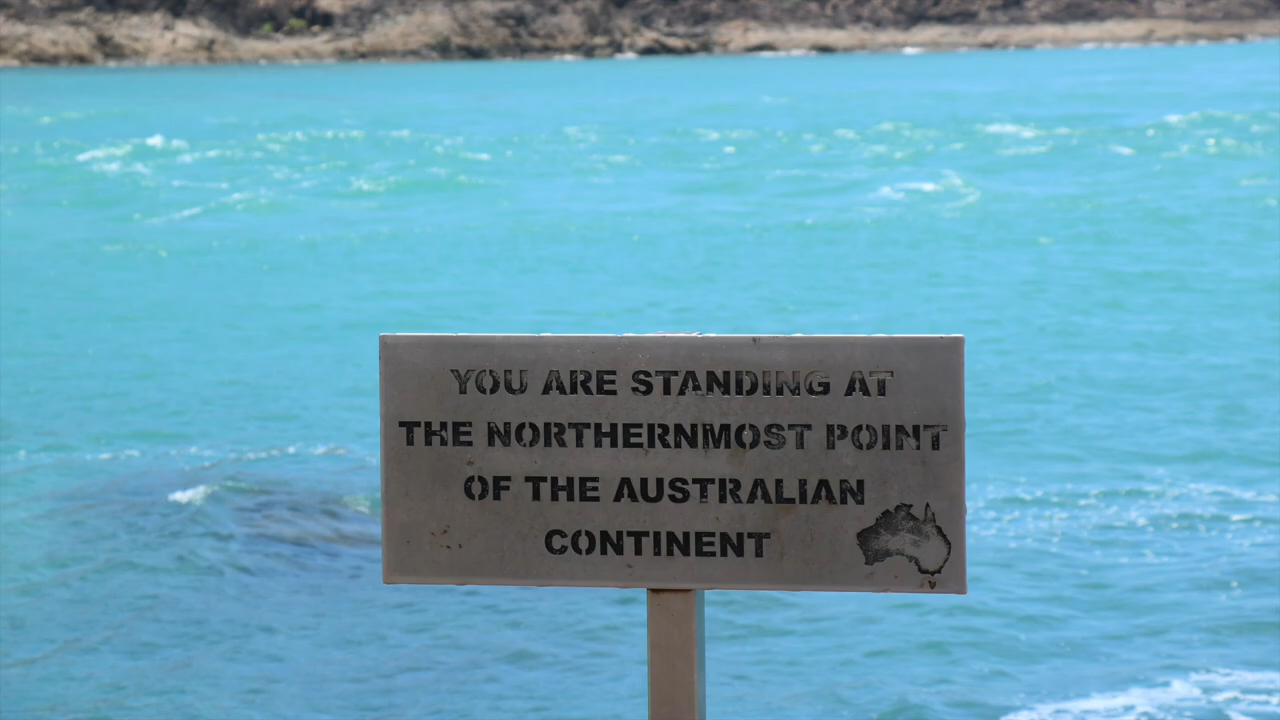 YOU ARE STANDING AT
THE NORTHERNMOST POINT
OF THE AUSTRALIAN
CONTINENT